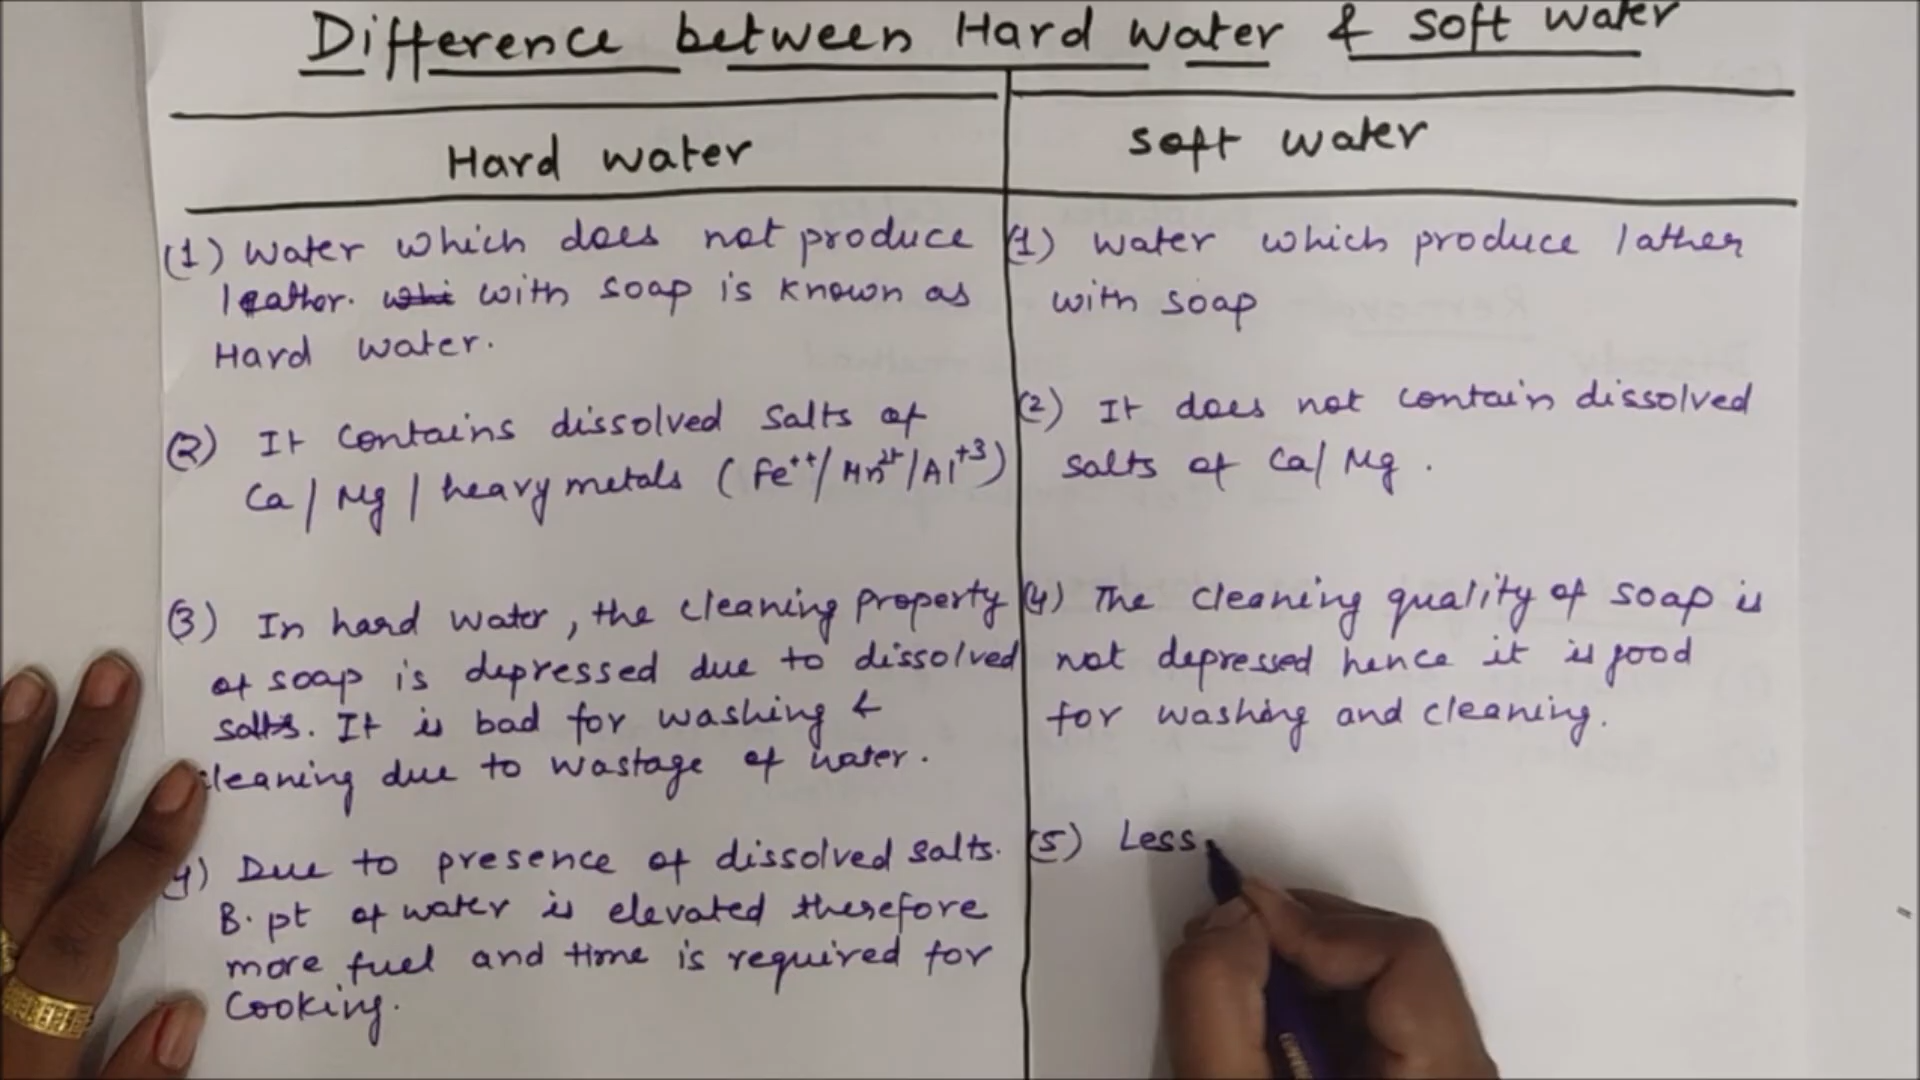 Difference between Hard water & soft water
Hard water
(1) water which does not produce
lather. with soap is known as
Hard water.
(2) It contains dissolved salts of
Ca / Mg / heavy metals (Fe++/Mn2+/Al+3)
(3) In hard water, the cleaning property
of soap is depressed due to dissolved
salts. It is bad for washing &
cleaning due to wastage of water.
4) Due to presence of dissolved salts.
B.pt of water is elevated therefore
more fuel and time is required for
Cooking.
soft water
(1) water which produce lather
with soap
(2) It does not contain dissolved
salts of Ca/ Mg.
(4) The cleaning quality of soap is
not depressed hence it is good
for washing and cleaning.
(5) Less